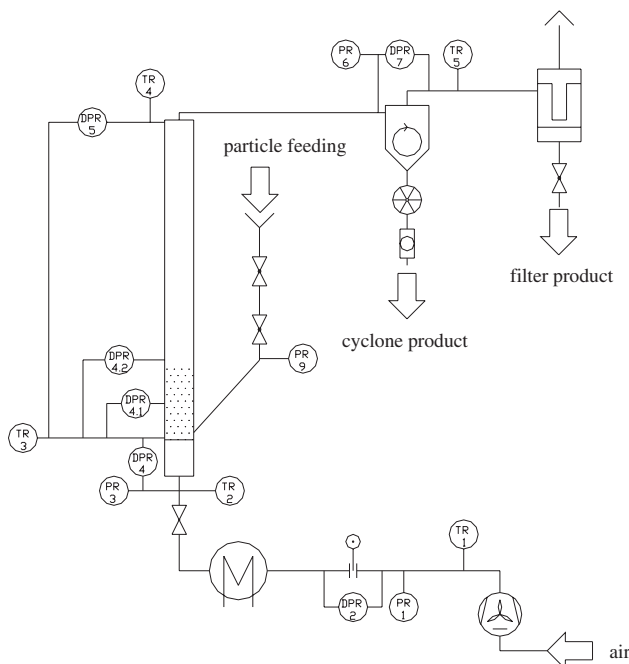 PR
6
DPR
7
TR
5
TR
4
DPR
5
particle feeding
filter product
cyclone product
DPR
4.2
PR
9
DPR
4.1
TR
3
DPR
4
PR
3
TR
2
TR
1
M
DPR
2
PR
1
air